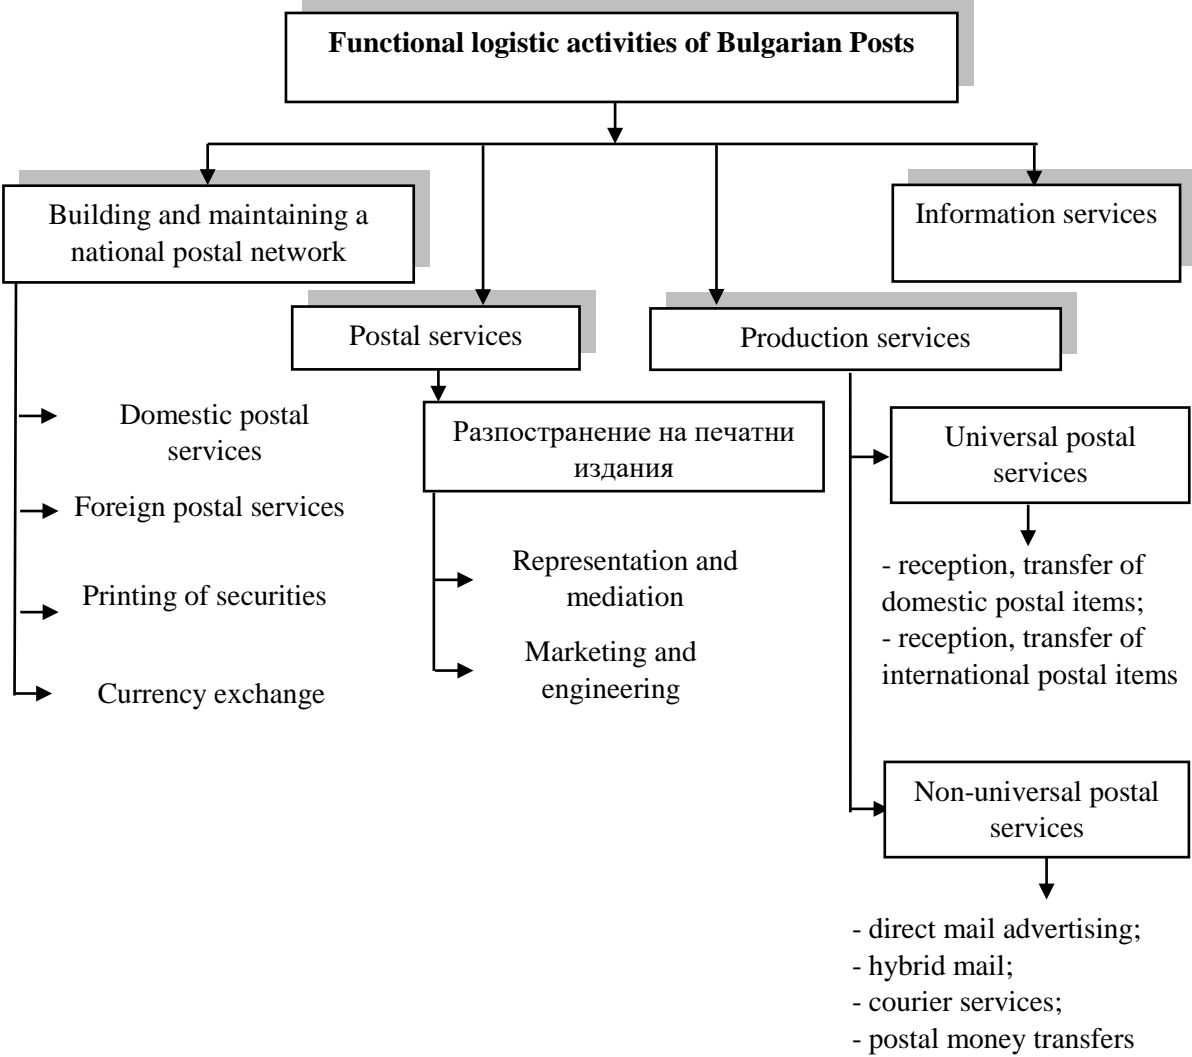 Functional logistic activities of Bulgarian Posts
Building and maintaining a
national postal network
Information services
Postal services
Production services
Domestic postal
services
Foreign postal services
Printing of securities
Currency exchange
Разпостранение на печатни
издания
Representation and
mediation
Marketing and
engineering
Universal postal
services
- reception, transfer of
domestic postal items;
- reception, transfer of
international postal items
Non-universal postal
services
- direct mail advertising;
- hybrid mail;
- courier services;
- postal money transfers